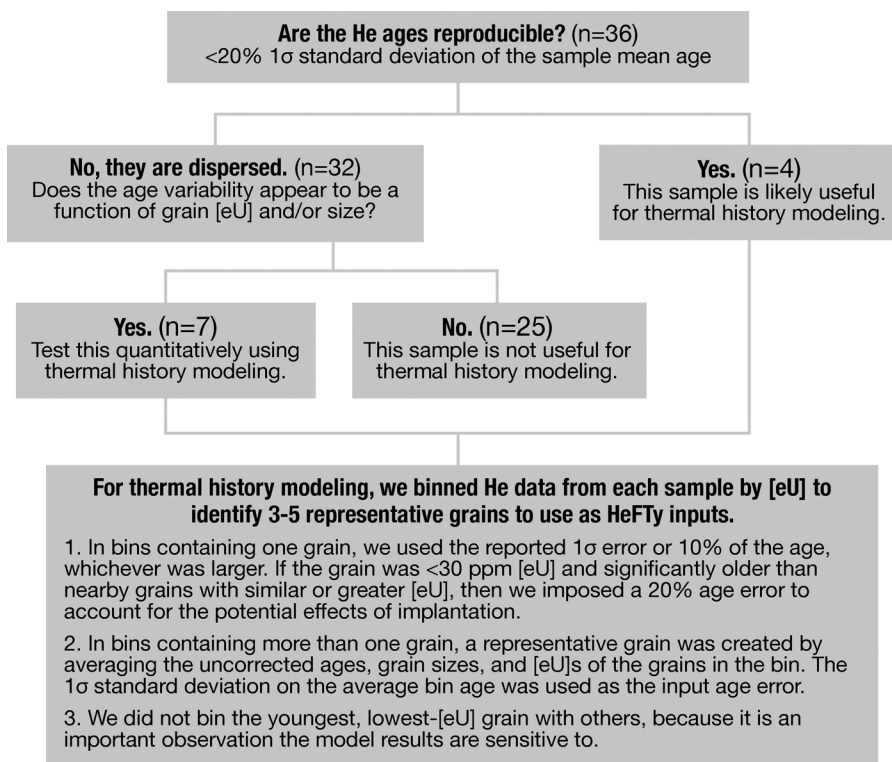 Are the He ages reproducible? (n=36)
<20% 1σ standard deviation of the sample mean age
No, they are dispersed. (n=32)
Does the age variability appear to be a
function of grain [eU] and/or size?
Yes. (n=4)
This sample is likely useful
for thermal history modeling.
Yes. (n=7)
Test this quantitatively using
thermal history modeling.
No. (n=25)
This sample is not useful for
thermal history modeling.
For thermal history modeling, we binned He data from each sample by [eU] to
identify 3-5 representative grains to use as HeFTy inputs.
1. In bins containing one grain, we used the reported 1σ error or 10% of the age,
whichever was larger. If the grain was <30 ppm [eU] and significantly older than
nearby grains with similar or greater [eU], then we imposed a 20% age error to
account for the potential effects of implantation.
2. In bins containing more than one grain, a representative grain was created by
averaging the uncorrected ages, grain sizes, and [eU]s of the grains in the bin. The
1σ standard deviation on the average bin age was used as the input age error.
3. We did not bin the youngest, lowest-[eU] grain with others, because it is an
important observation the model results are sensitive to.